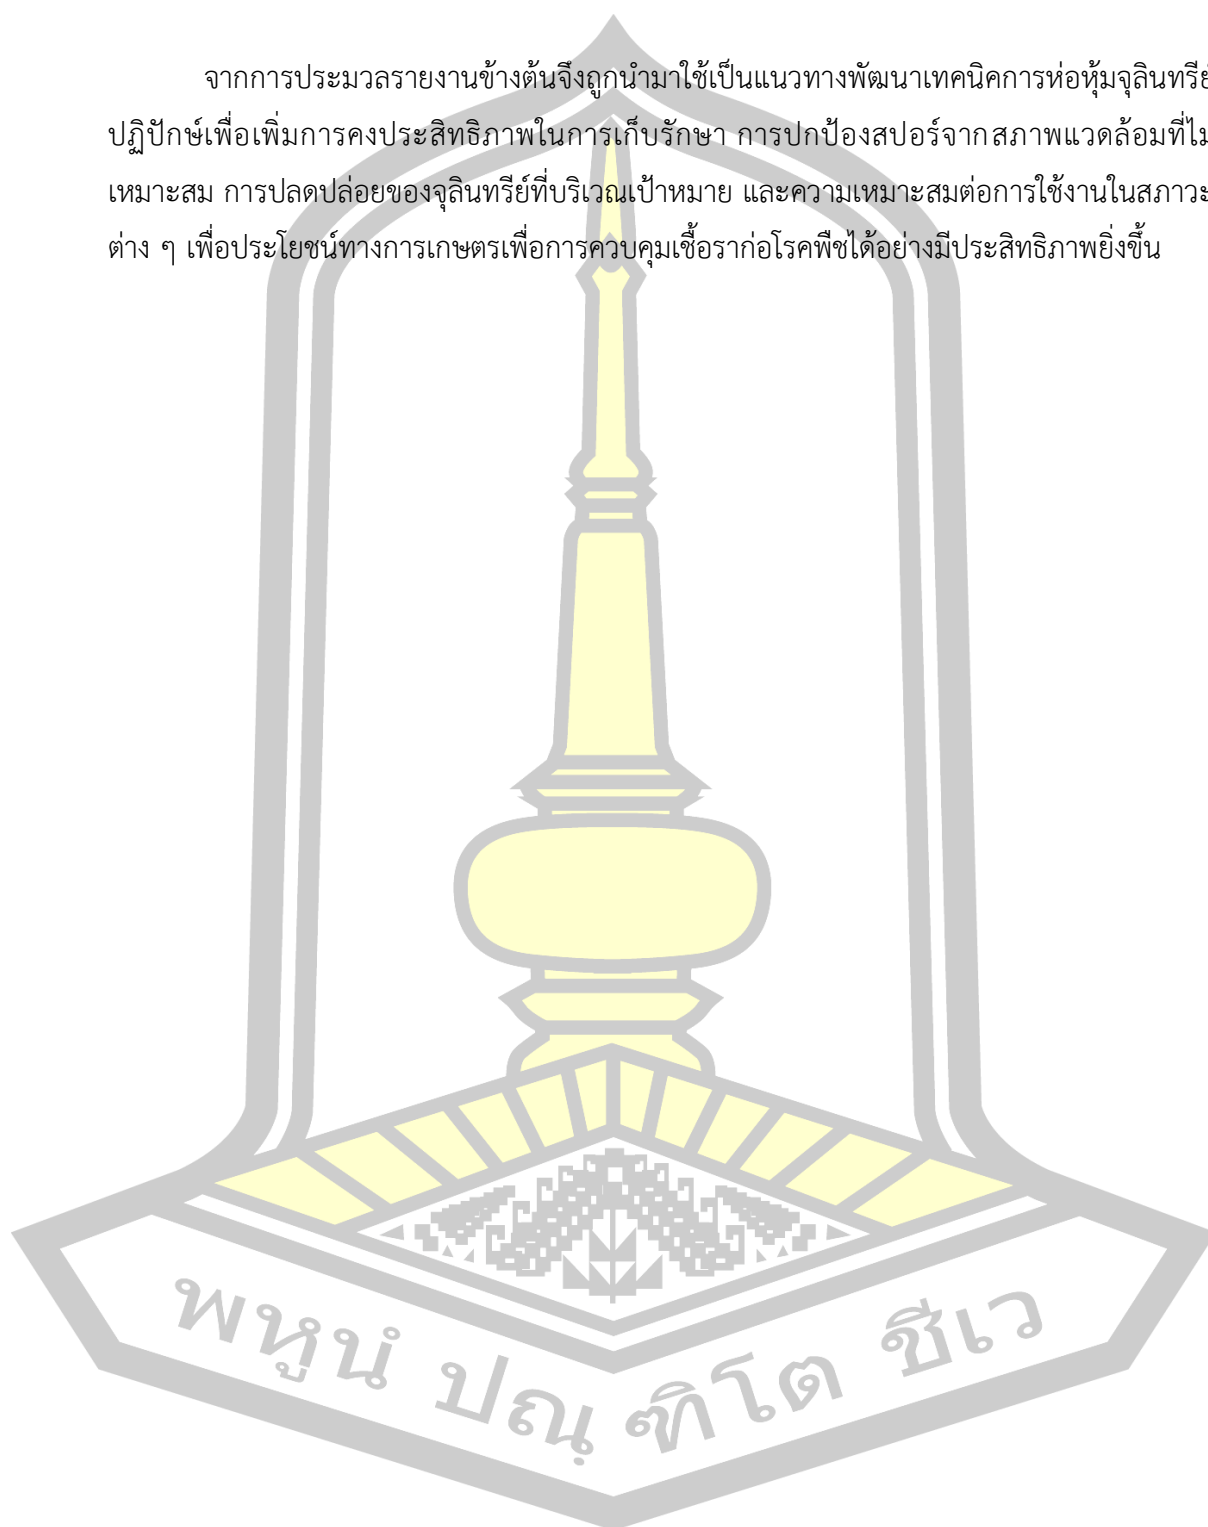 จากการประมวลรายงานข้างต้นจึงถูกนำมาใช้เป็นแนวทางพัฒนาเทคนิคการห่อหุ้มจุลินทรีย์
ปฏิปักษ์เพื่อเพิ่มการคงประสิทธิภาพในการเก็บรักษา การปกป้องสปอร์จากสภาพแวดล้อมที่ไม่
เหมาะสม การปลดปล่อยของจุลินทรีย์ที่บริเวณเป้าหมาย และความเหมาะสมต่อการใช้งานในสภาวะ
ต่าง ๆ เพื่อประโยชน์ทางการเกษตรเพื่อการควบคุมเชื้อราก่อโรคพืชได้อย่างมีประสิทธิภาพยิ่งขึ้น
พหูนํ ปณฺ ฑิโต ชีเว